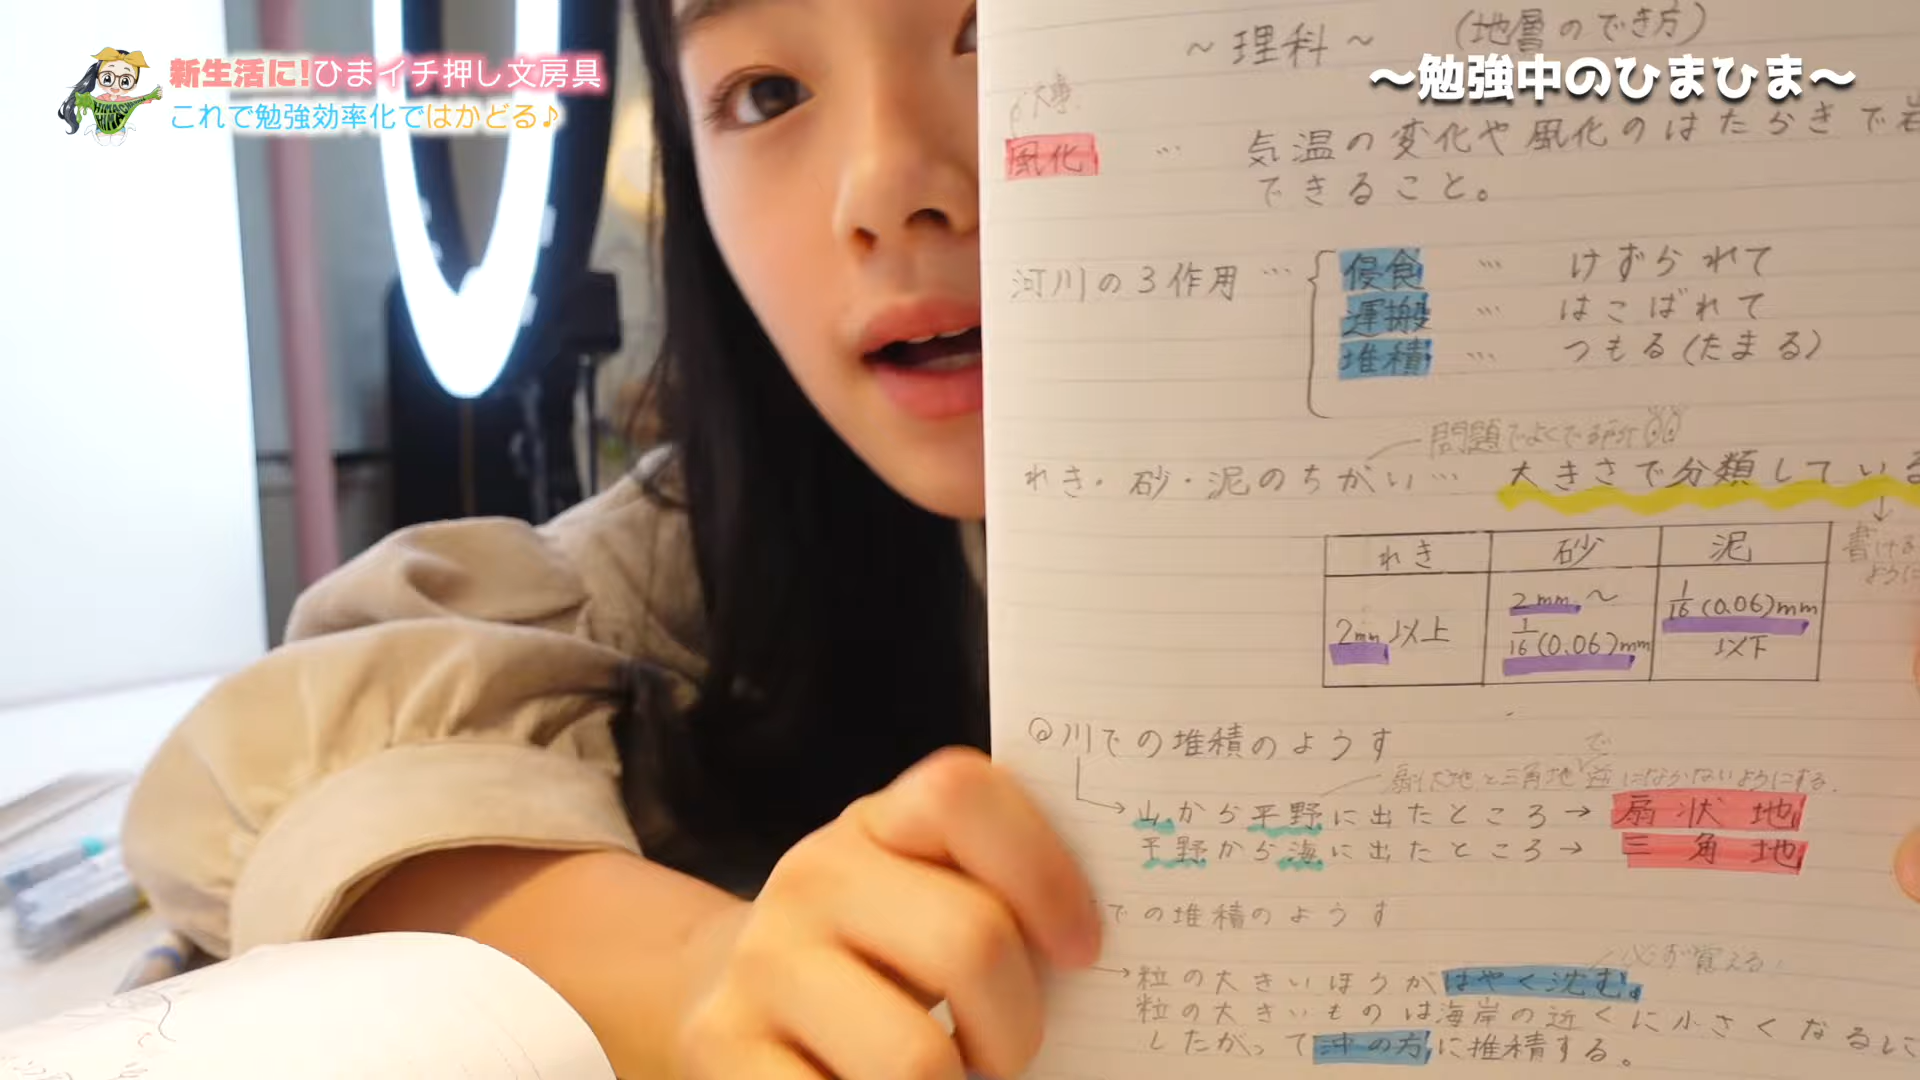 新生活に!ひまイチ押し文房具
これで勉強効率化ではかどる♪
～勉強中のひまひま～
HIMACHANNEL
～理科～ (地層のでき方)
大事
風化 … 気温の変化や風化のはたらきで岩
できること。
河川の3作用 … 侵食 … けずられて
運搬 … はこばれて
堆積 … つもる(たまる)
問題でよくでる所
れき・砂・泥のちがい… 大きさで分類している
書ける
ように
れき 砂 泥
2mm以上 2mm～ 1/16(0.06)mm
1/16(0.06)mm 以下
◎川での堆積のようす
扇状地と三角地で逆にならないようにする.
→山から平野に出たところ→ 扇状地
平野から海に出たところ→ 三角地
での堆積のようす
必ず覚える
→粒の大きいほうがはやく沈む。
粒の大きいものは海岸の近くに小さくなるに
したがって沖の方に堆積する。